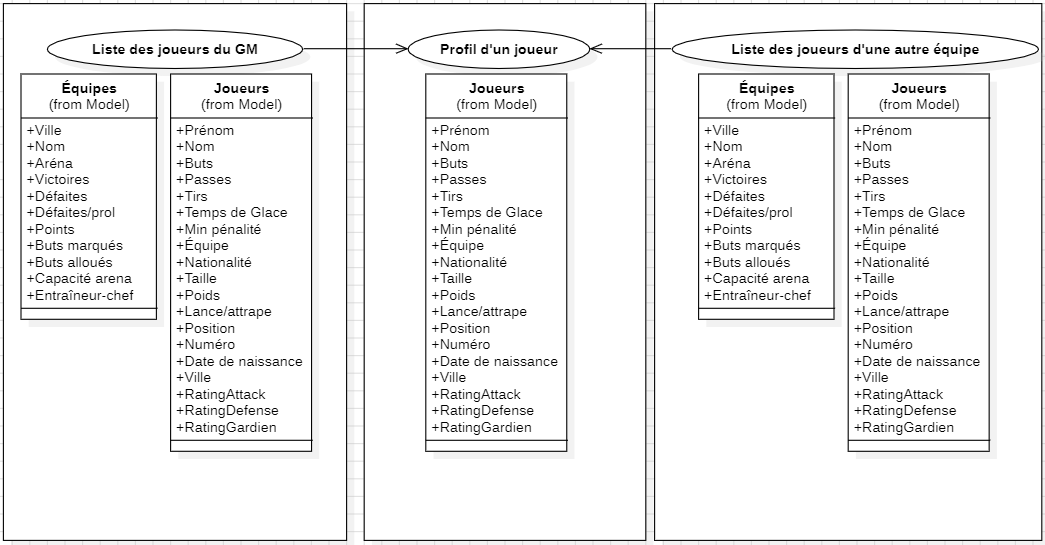 Liste des joueurs du GM
Équipes
(from Model)
+Ville
+Nom
+Aréna
+Victoires
+Défaites
+Défaites/prol
+Points
+Buts marqués
+Buts alloués
+Capacité arena
+Entraîneur-chef
Joueurs
(from Model)
+Prénom
+Nom
+Buts
+Passes
+Tirs
+Temps de Glace
+Min pénalité
+Équipe
+Nationalité
+Taille
+Poids
+Lance/attrape
+Position
+Numéro
+Date de naissance
+Ville
+RatingAttack
+RatingDefense
+RatingGardien
Profil d'un joueur
Joueurs
(from Model)
+Prénom
+Nom
+Buts
+Passes
+Tirs
+Temps de Glace
+Min pénalité
+Équipe
+Nationalité
+Taille
+Poids
+Lance/attrape
+Position
+Numéro
+Date de naissance
+Ville
+RatingAttack
+RatingDefense
+RatingGardien
Liste des joueurs d'une autre équipe
Équipes
(from Model)
+Ville
+Nom
+Aréna
+Victoires
+Défaites
+Défaites/prol
+Points
+Buts marqués
+Buts alloués
+Capacité arena
+Entraîneur-chef
Joueurs
(from Model)
+Prénom
+Nom
+Buts
+Passes
+Tirs
+Temps de Glace
+Min pénalité
+Équipe
+Nationalité
+Taille
+Poids
+Lance/attrape
+Position
+Numéro
+Date de naissance
+Ville
+RatingAttack
+RatingDefense
+RatingGardien